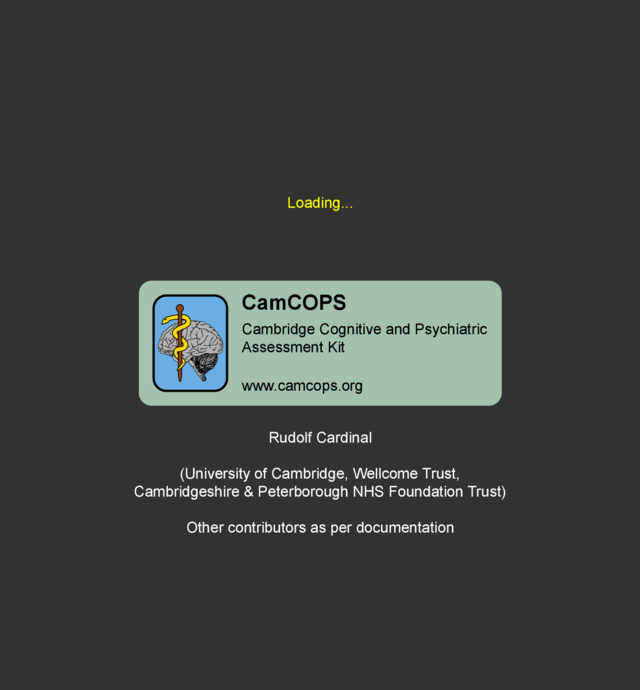 Loading...
CamCOPS
Cambridge Cognitive and Psychiatric
Assessment Kit
www.camcops.org
Rudolf Cardinal
(University of Cambridge, Wellcome Trust,
Cambridgeshire & Peterborough NHS Foundation Trust)
Other contributors as per documentation